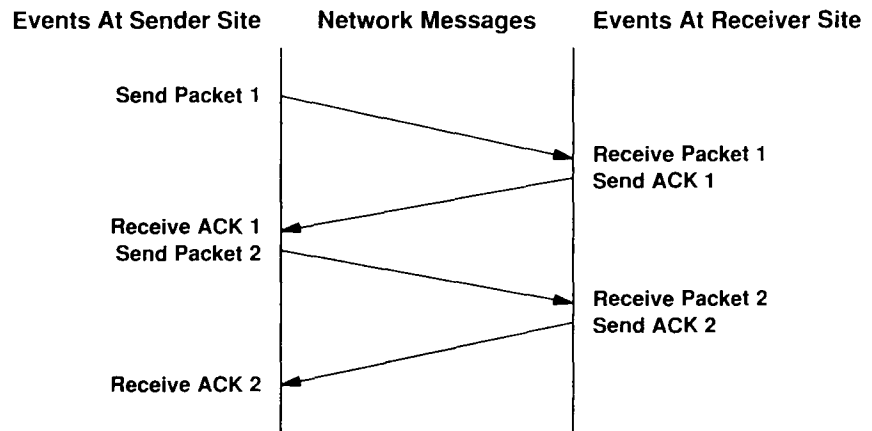 Events At Sender Site
Network Messages
Events At Receiver Site
Send Packet 1
Receive Packet 1
Send ACK 1
Receive ACK 1
Send Packet 2
Receive Packet 2
Send ACK 2
Receive ACK 2